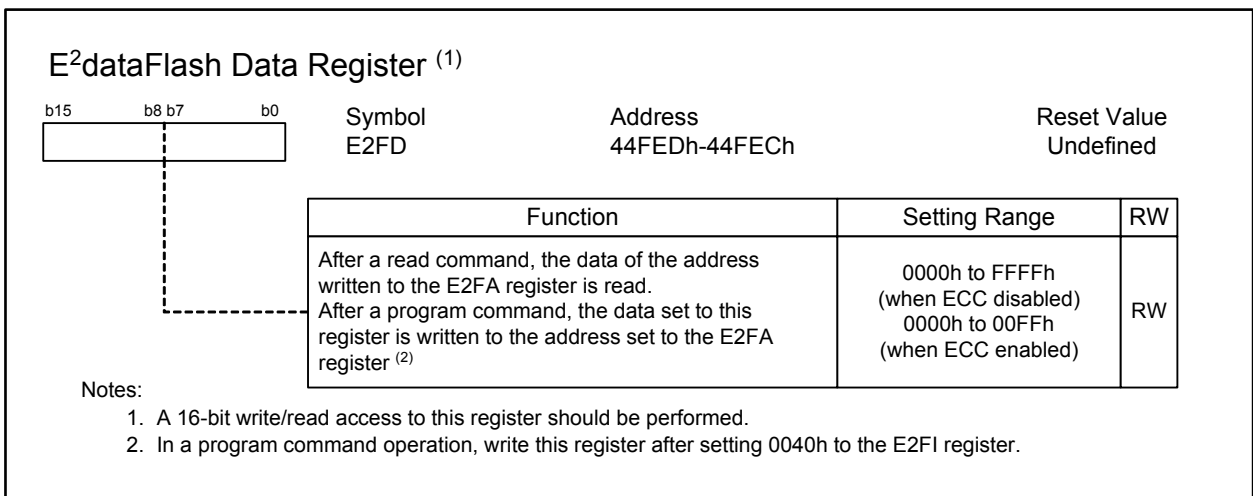 E²dataFlash Data Register (1)
b15 b8 b7 b0
Symbol Address Reset Value
E2FD 44FEDh-44FECh Undefined
Function Setting Range RW
After a read command, the data of the address
written to the E2FA register is read.
After a program command, the data set to this
register is written to the address set to the E2FA
register (2)
0000h to FFFFh
(when ECC disabled)
0000h to 00FFh
(when ECC enabled)
RW
Notes:
1. A 16-bit write/read access to this register should be performed.
2. In a program command operation, write this register after setting 0040h to the E2FI register.